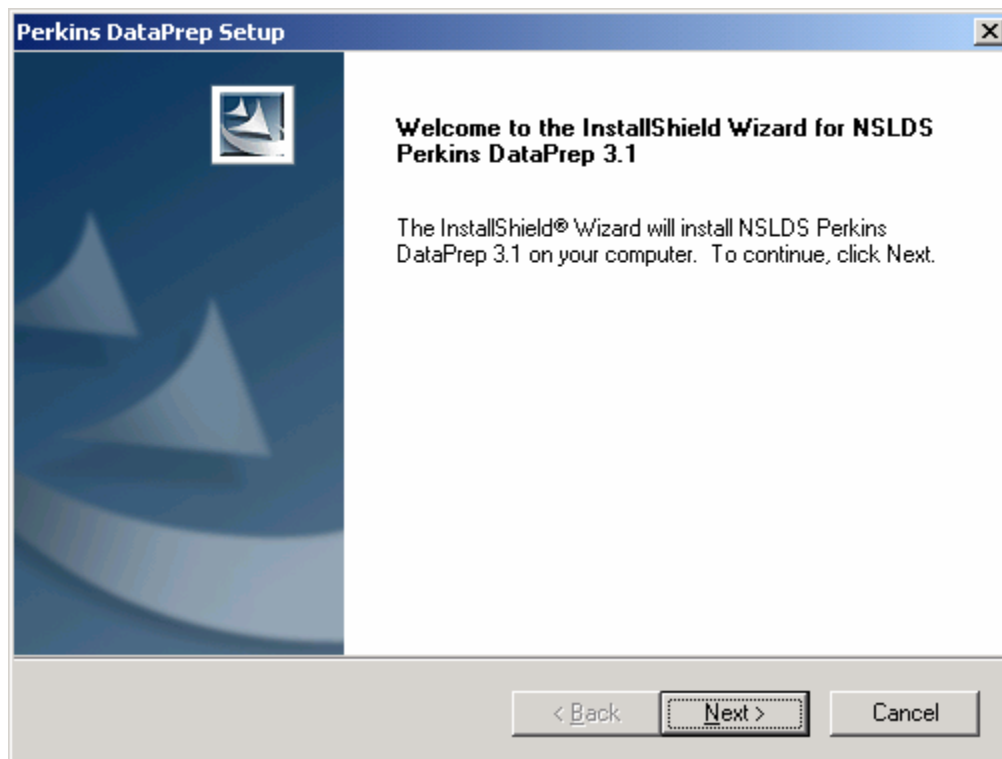 Perkins DataPrep Setup
Welcome to the InstallShield Wizard for NSLDS
Perkins DataPrep 3.1
The InstallShield® Wizard will install NSLDS Perkins
DataPrep 3.1 on your computer.  To continue, click Next.
< Back
Next >
Cancel